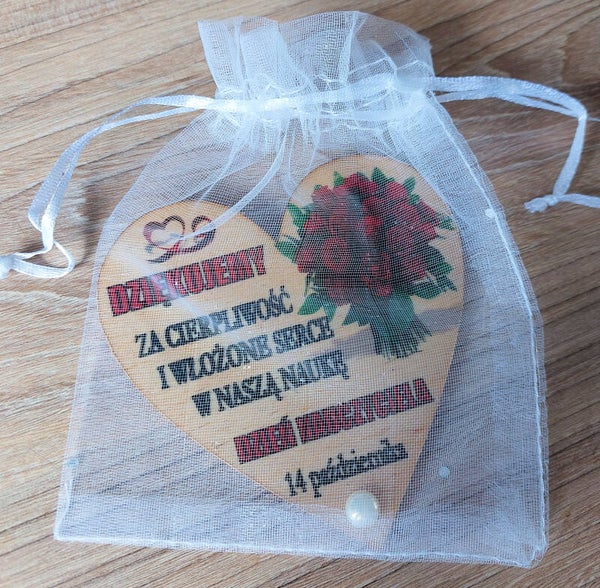 DZIĘKUJEMY
ZA CIERPLIWOŚĆ
I WŁOŻONE SERCE
W NASZĄ NAUKĘ
DZIEŃ NAUCZYCIELA
14 października